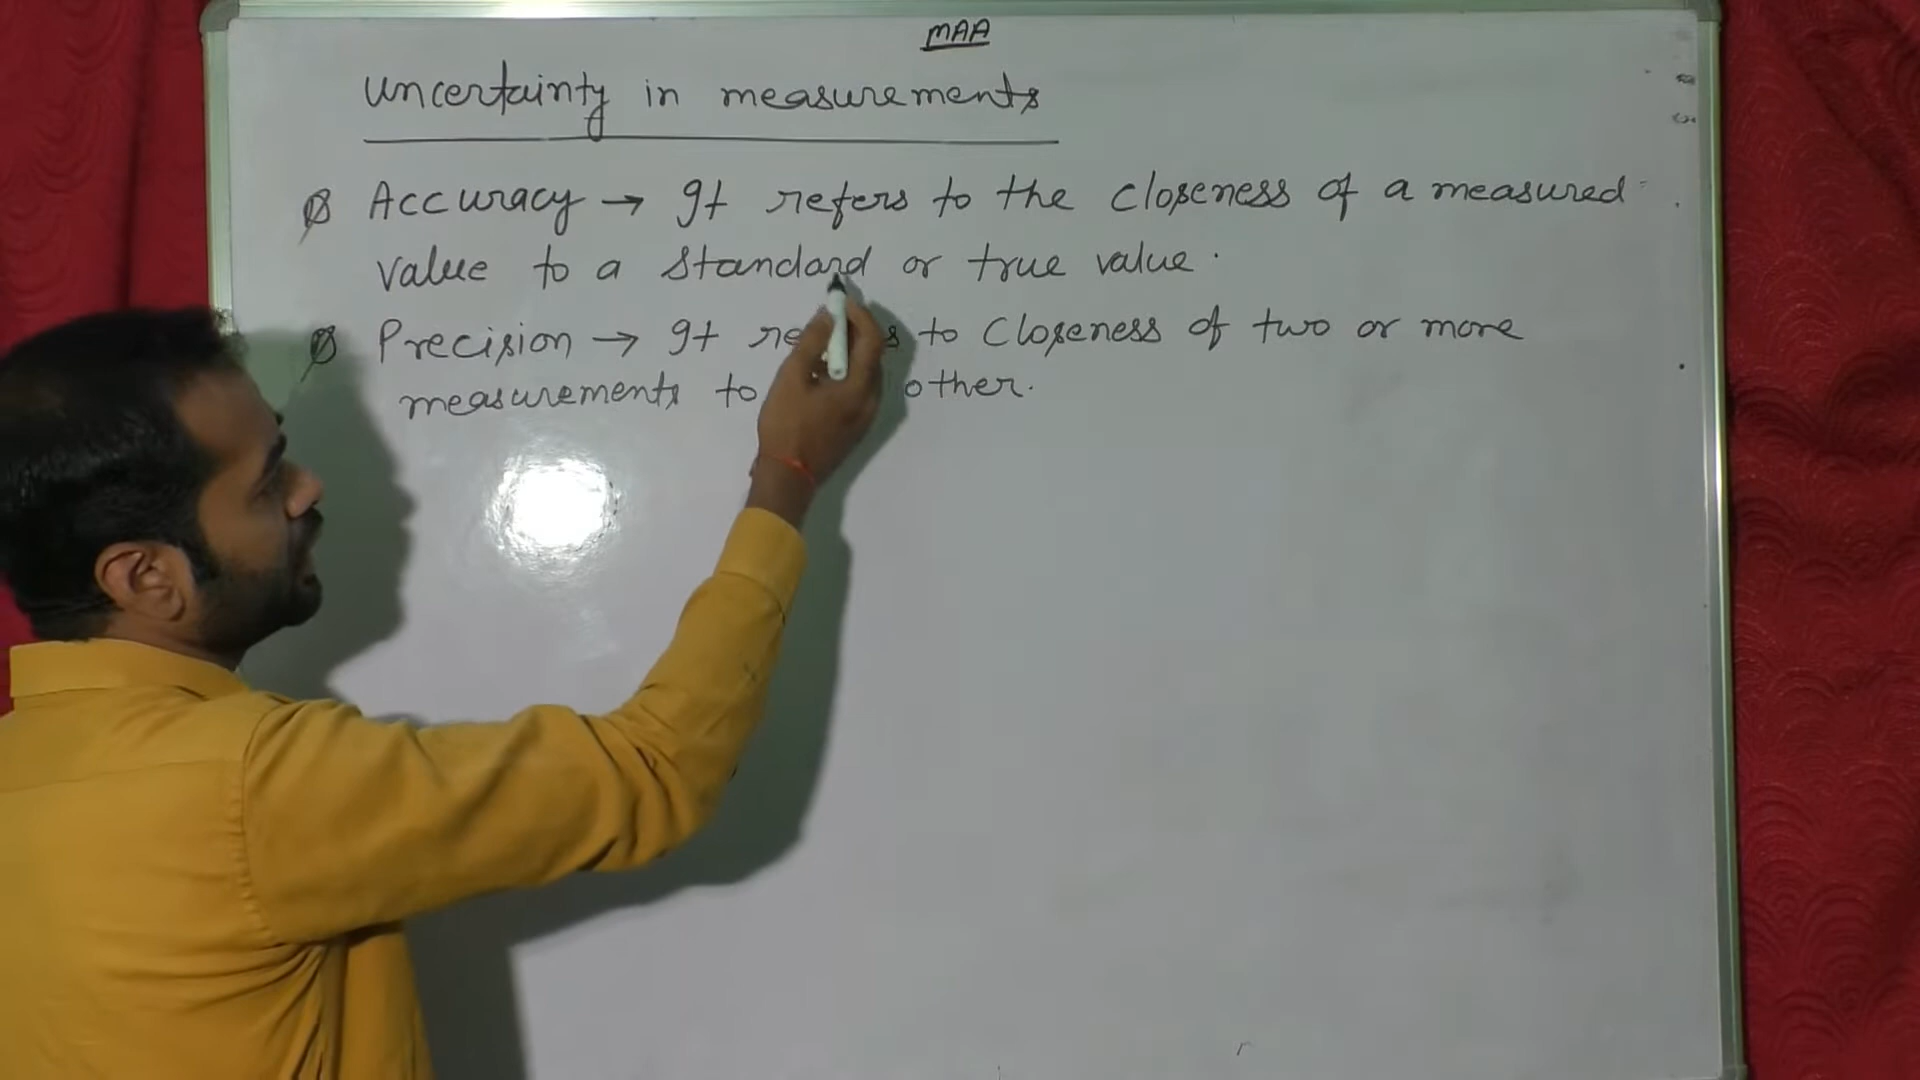 MAA
Uncertainty in measurements
Accuracy → It refers to the closeness of a measured
value to a standard or true value.
Precision → It to closeness of two or more
measurements to other.